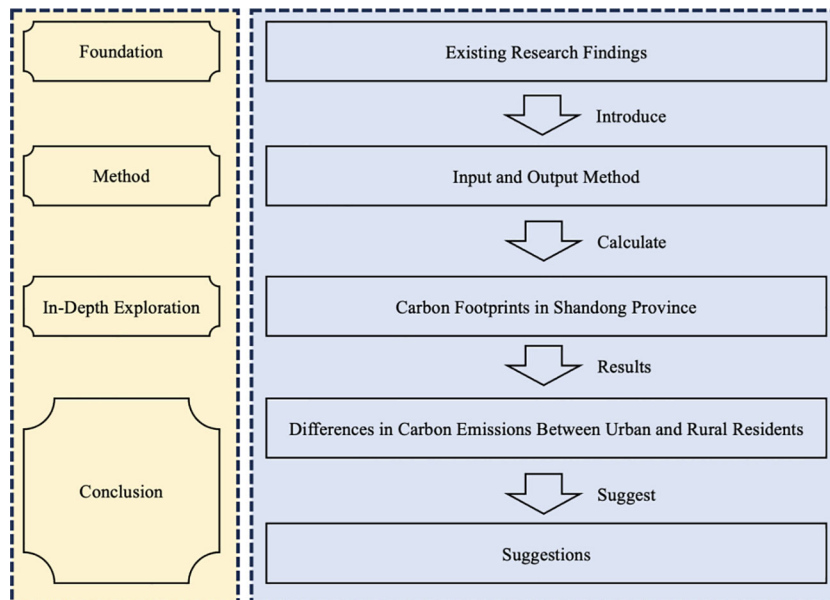 Foundation
Existing Research Findings
Introduce
Method
Input and Output Method
Calculate
In-Depth Exploration
Carbon Footprints in Shandong Province
Results
Differences in Carbon Emissions Between Urban and Rural Residents
Conclusion
Suggest
Suggestions